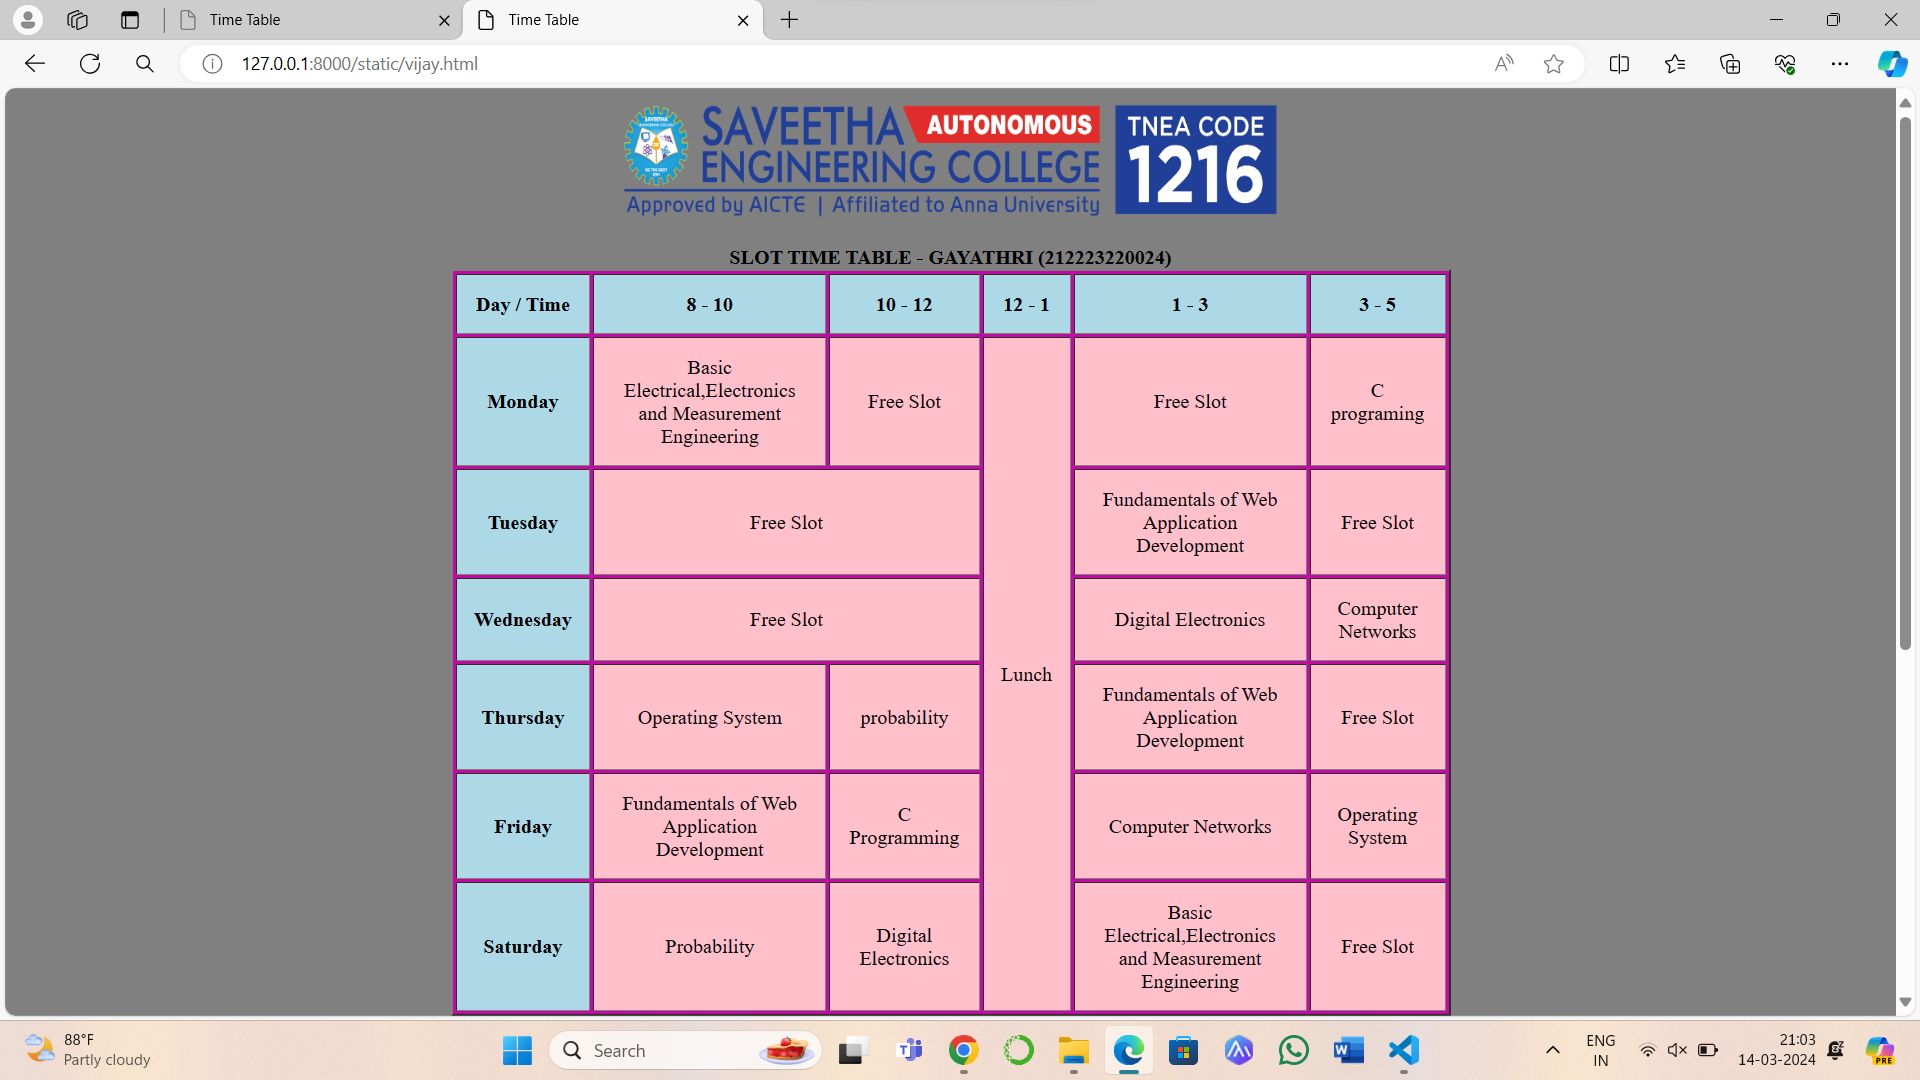 Time Table
Time Table
127.0.0.1:8000/static/vijay.html
SAVEETHA AUTONOMOUS
ENGINEERING COLLEGE
Approved by AICTE | Affiliated to Anna University
TNEA CODE
1216
SLOT TIME TABLE - GAYATHRI (212223220024)
Day / Time 8 - 10 10 - 12 12 - 1 1 - 3 3 - 5
Monday
Basic
Electrical,Electronics
and Measurement
Engineering
Free Slot
Lunch
Free Slot
C
programing
Tuesday
Free Slot
Fundamentals of Web
Application
Development
Free Slot
Wednesday
Free Slot
Digital Electronics
Computer
Networks
Thursday
Operating System
probability
Fundamentals of Web
Application
Development
Free Slot
Friday
Fundamentals of Web
Application
Development
C
Programming
Computer Networks
Operating
System
Saturday
Probability
Digital
Electronics
Basic
Electrical,Electronics
and Measurement
Engineering
Free Slot
88°F
Partly cloudy
Search
ENG
IN
21:03
14-03-2024
PRE